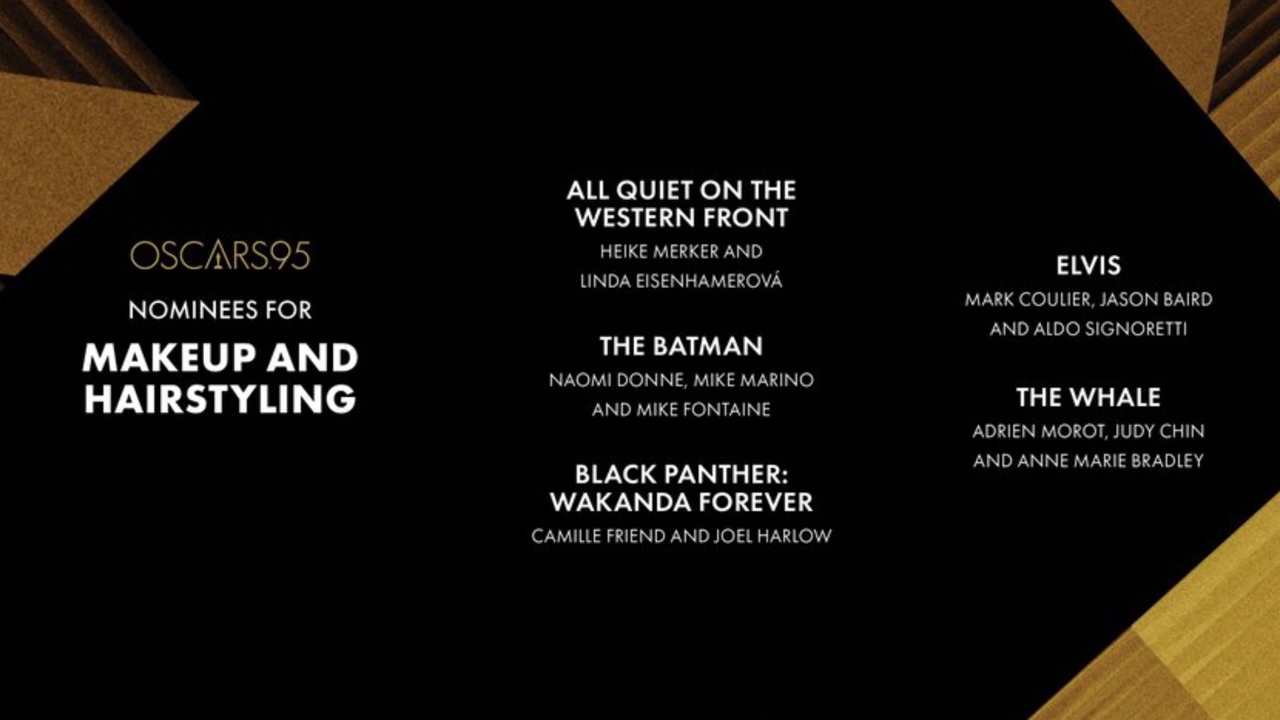 OSCARS.95
NOMINEES FOR
MAKEUP AND
HAIRSTYLING
ALL QUIET ON THE
WESTERN FRONT
HEIKE MERKER AND
LINDA EISENHAMEROVÁ
THE BATMAN
NAOMI DONNE, MIKE MARINO
AND MIKE FONTAINE
BLACK PANTHER:
WAKANDA FOREVER
CAMILLE FRIEND AND JOEL HARLOW
ELVIS
MARK COULIER, JASON BAIRD
AND ALDO SIGNORETTI
THE WHALE
ADRIEN MOROT, JUDY CHIN
AND ANNE MARIE BRADLEY